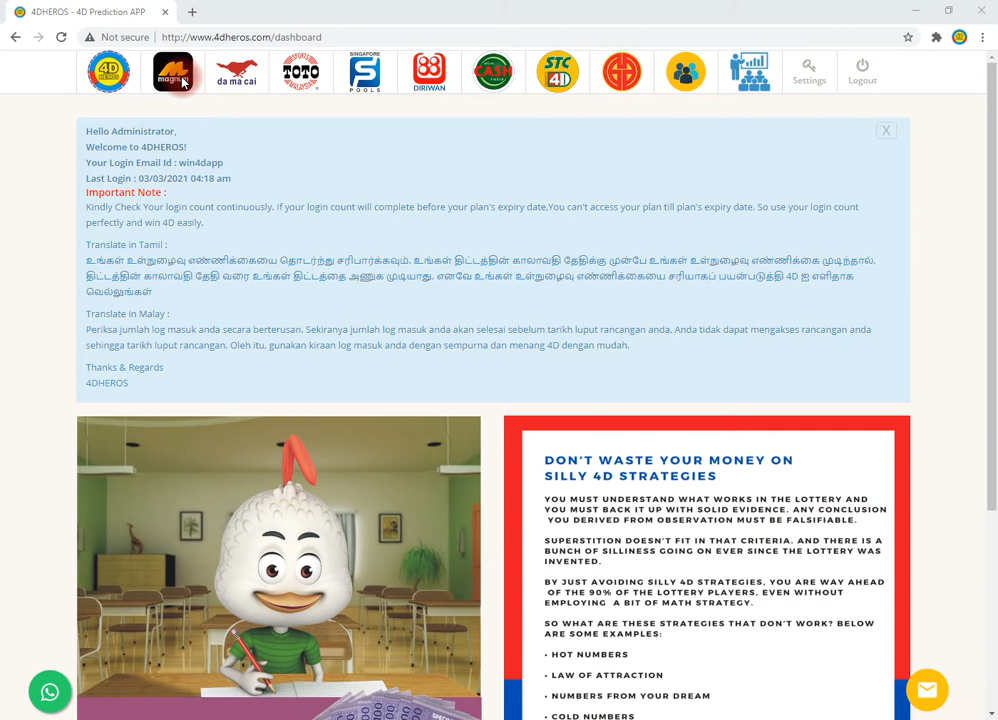 4DHEROS - 4D Prediction APP
Not secure
http://www.4dheros.com/dashboard
4D
HEROS
magnum
da ma cai
TOTO
MALAYSIA
SINGAPORE
POOLS
88
DIRIWAN
CASH
SWEEP
STC
4D
Settings
Logout
Hello Administrator,
X
Welcome to 4DHEROS!
Your Login Email Id : win4dapp
Last Login : 03/03/2021 04:18 am
Important Note :
Kindly Check Your login count continuously. If your login count will complete before your plan's expiry date,You can't access your plan till plan's expiry date. So use your login count
perfectly and win 4D easily.
Translate in Tamil :
உங்கள் உள்நுழைவு எண்ணிக்கையை தொடர்ந்து சரிபார்க்கவும். உங்கள் திட்டத்தின் காலாவதி தேதிக்கு முன்பே உங்கள் உள்நுழைவு எண்ணிக்கை முடிந்தால்,
திட்டத்தின் காலாவதி தேதி வரை உங்கள் திட்டத்தை அணுக முடியாது. எனவே உங்கள் உள்நுழைவு எண்ணிக்கையை சரியாகப் பயன்படுத்தி 4D ஐ எளிதாக
வெல்லுங்கள்
Translate in Malay :
Periksa jumlah log masuk anda secara berterusan. Sekiranya jumlah log masuk anda akan selesai sebelum tarikh luput rancangan anda, Anda tidak dapat mengakses rancangan anda
sehingga tarikh luput rancangan. Oleh itu, gunakan kiraan log masuk anda dengan sempurna dan menang 4D dengan mudah.
Thanks & Regards
4DHEROS
DON'T WASTE YOUR MONEY ON
SILLY 4D STRATEGIES
YOU MUST UNDERSTAND WHAT WORKS IN THE LOTTERY AND
YOU MUST BACK IT UP WITH SOLID EVIDENCE. ANY CONCLUSION
YOU DERIVED FROM OBSERVATION MUST BE FALSIFIABLE.
SUPERSTITION DOESN'T FIT IN THAT CRITERIA. AND THERE IS A
BUNCH OF SILLINESS GOING ON EVER SINCE THE LOTTERY WAS
INVENTED.
BY JUST AVOIDING SILLY 4D STRATEGIES, YOU ARE WAY AHEAD
OF THE 90% OF THE LOTTERY PLAYERS, EVEN WITHOUT
EMPLOYING A BIT OF MATH STRATEGY.
SO WHAT ARE THESE STRATEGIES THAT DON'T WORK? BELOW
ARE SOME EXAMPLES:
• HOT NUMBERS
• LAW OF ATTRACTION
• NUMBERS FROM YOUR DREAM
• COLD NUMBERS